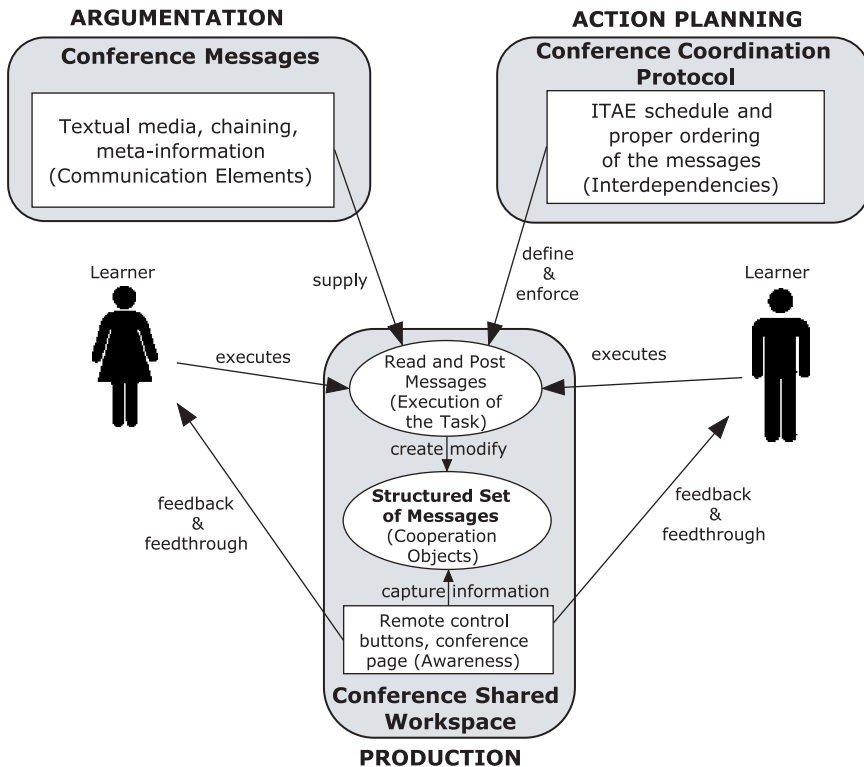 ARGUMENTATION
Conference Messages
Textual media, chaining,
meta-information
(Communication Elements)
ACTION PLANNING
Conference Coordination
Protocol
ITAE schedule and
proper ordering
of the messages
(Interdependencies)
Learner
supply
define
&
enforce
Learner
executes
Read and Post
Messages
(Execution of
the Task)
executes
create modify
Structured Set
of Messages
(Cooperation
Objects)
feedback
&
feedthrough
feedback
&
feedthrough
capture information
Remote control
buttons, conference
page (Awareness)
Conference Shared
Workspace
PRODUCTION